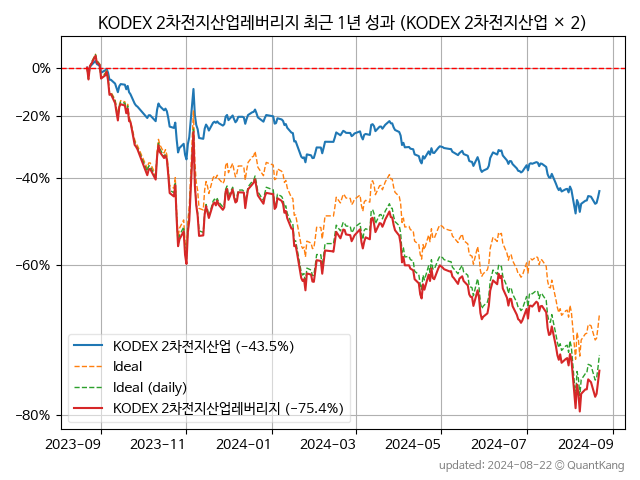 KODEX 2차전지산업레버리지 최근 1년 성과 (KODEX 2차전지산업 × 2)
0%
−20%
−30%
−40%
−60%
−80%
KODEX 2차전지산업 (−43.5%)
Ideal
Ideal (daily)
KODEX 2차전지산업레버리지 (−75.4%)
2023−09 2023−11 2024−01 2024−03 2024−05 2024−07 2024−09
updated: 2024−08−22 © QuantKang